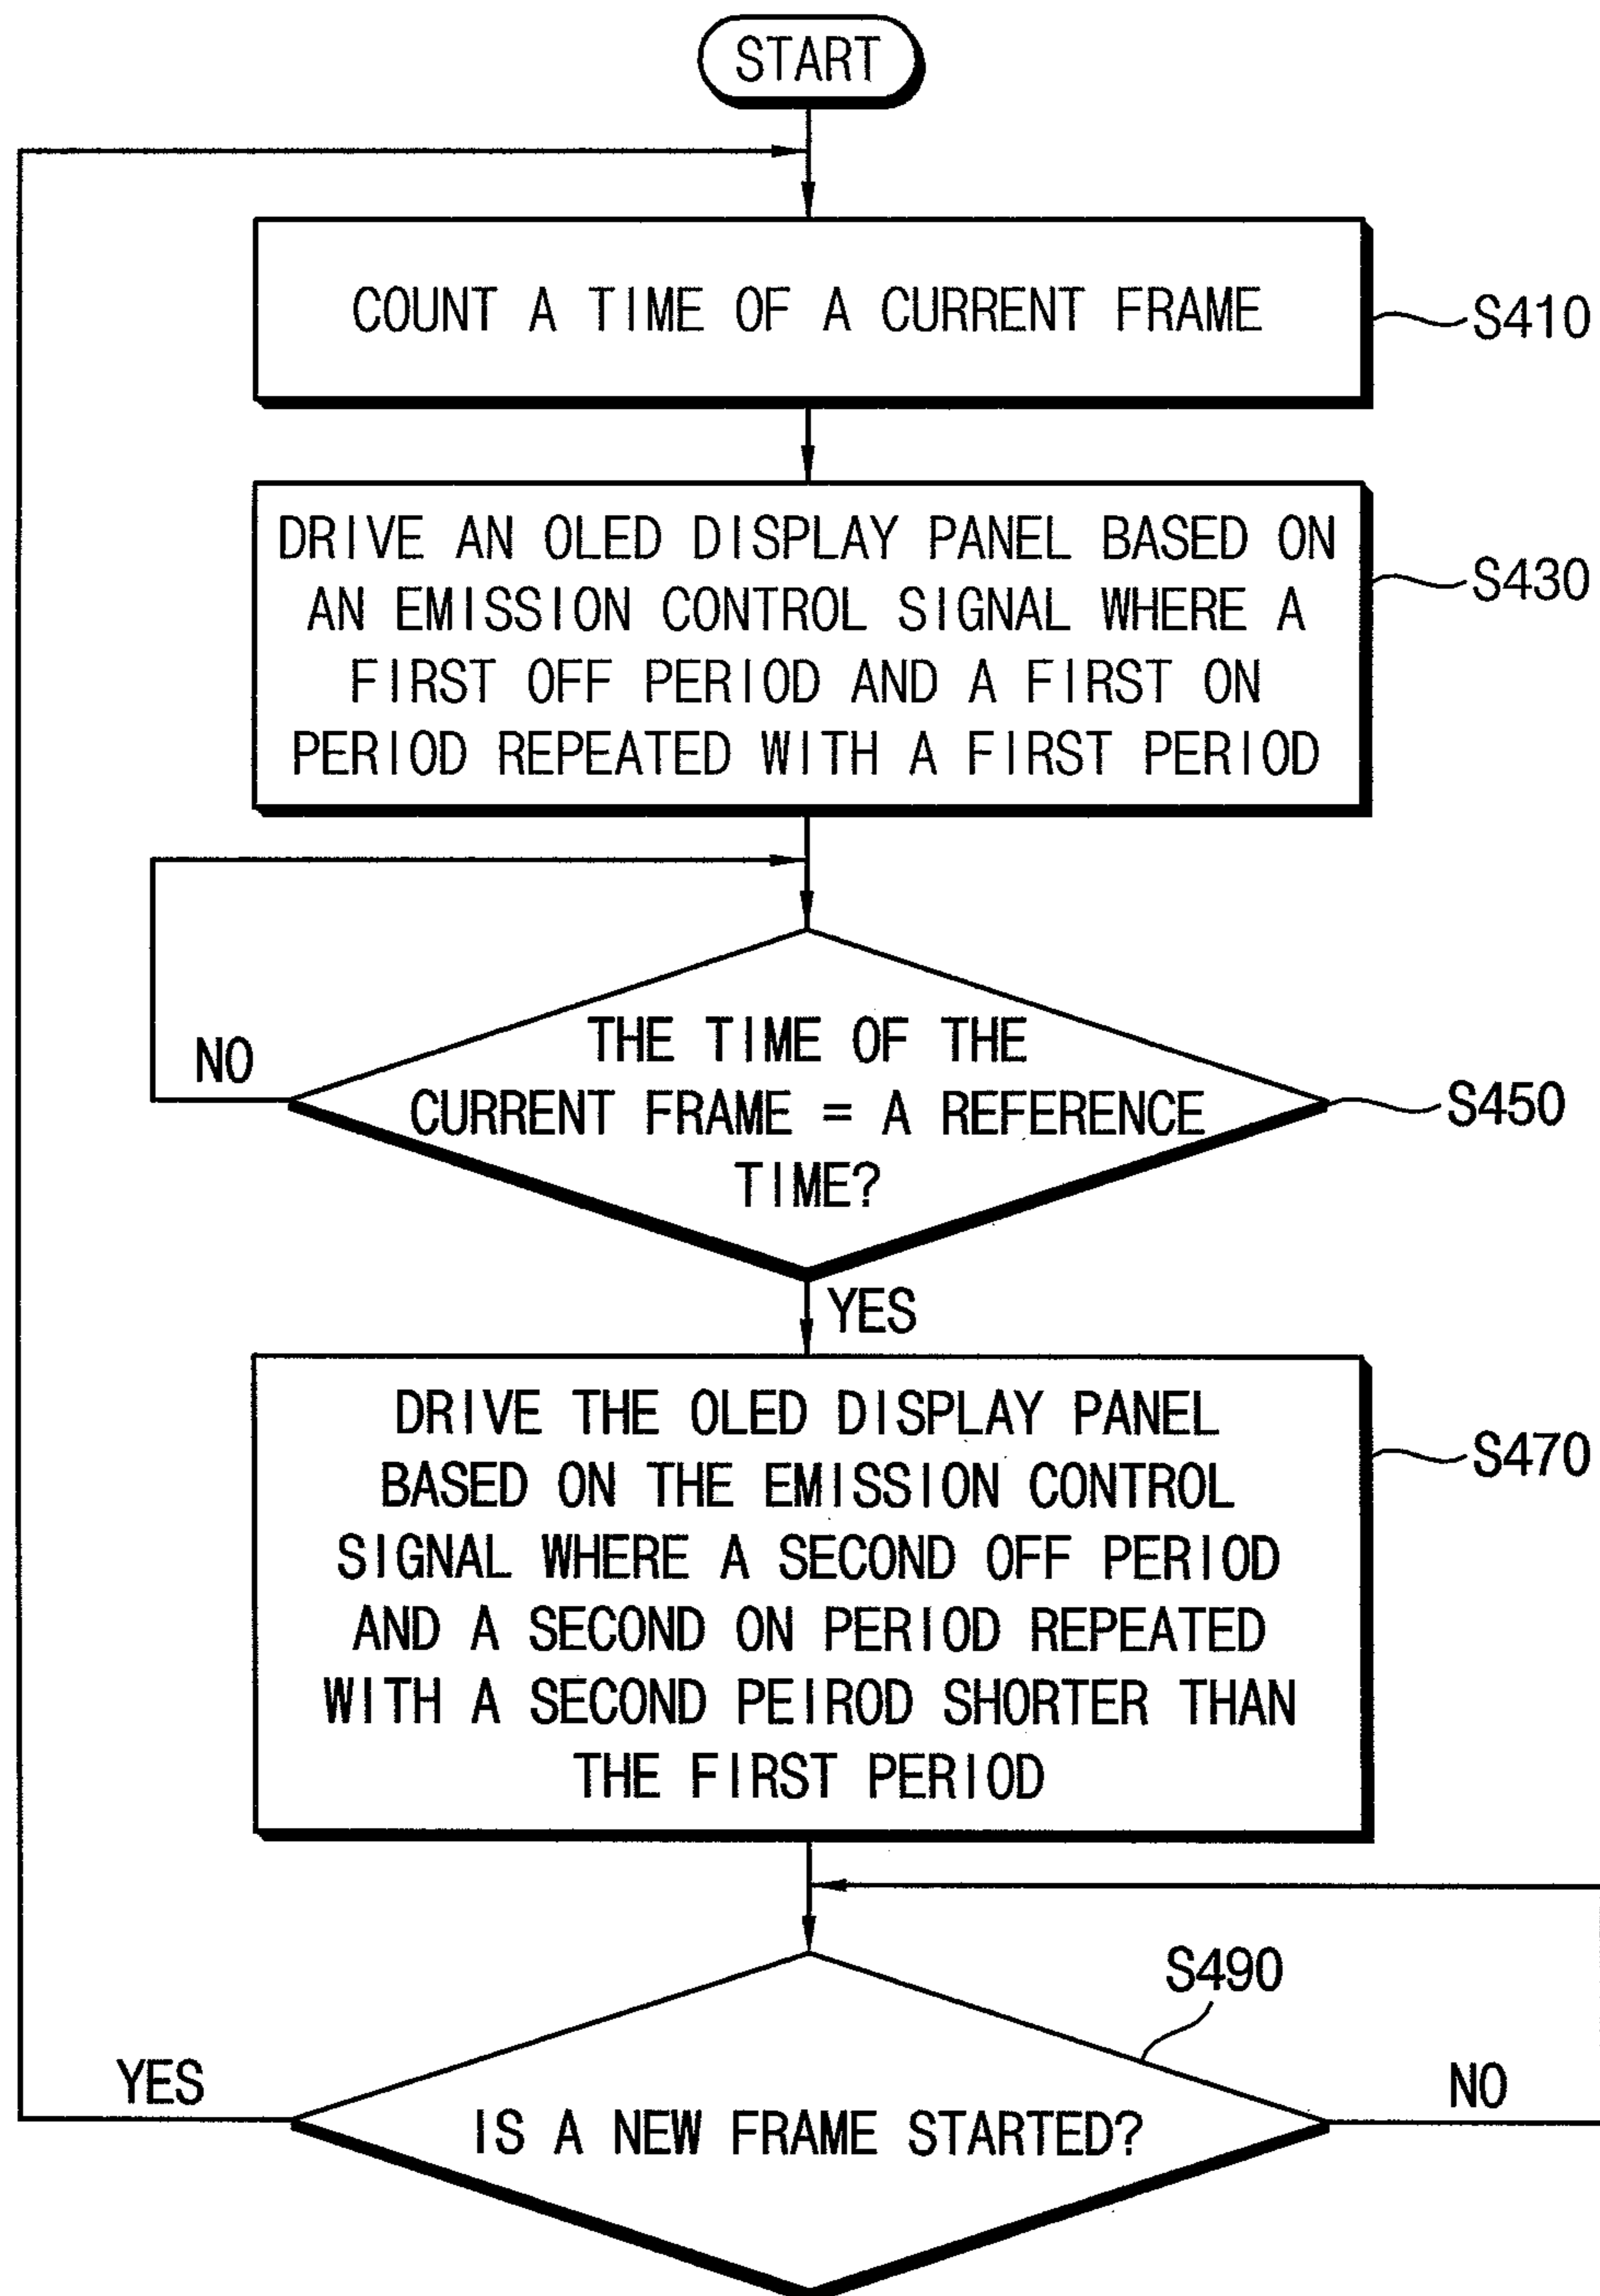 START
COUNT A TIME OF A CURRENT FRAME
S410
DRIVE AN OLED DISPLAY PANEL BASED ON
AN EMISSION CONTROL SIGNAL WHERE A
FIRST OFF PERIOD AND A FIRST ON
PERIOD REPEATED WITH A FIRST PERIOD
S430
THE TIME OF THE
CURRENT FRAME = A REFERENCE
TIME?
NO
S450
YES
DRIVE THE OLED DISPLAY PANEL
BASED ON THE EMISSION CONTROL
SIGNAL WHERE A SECOND OFF PERIOD
AND A SECOND ON PERIOD REPEATED
WITH A SECOND PEIROD SHORTER THAN
THE FIRST PERIOD
S470
S490
YES
NO
IS A NEW FRAME STARTED?